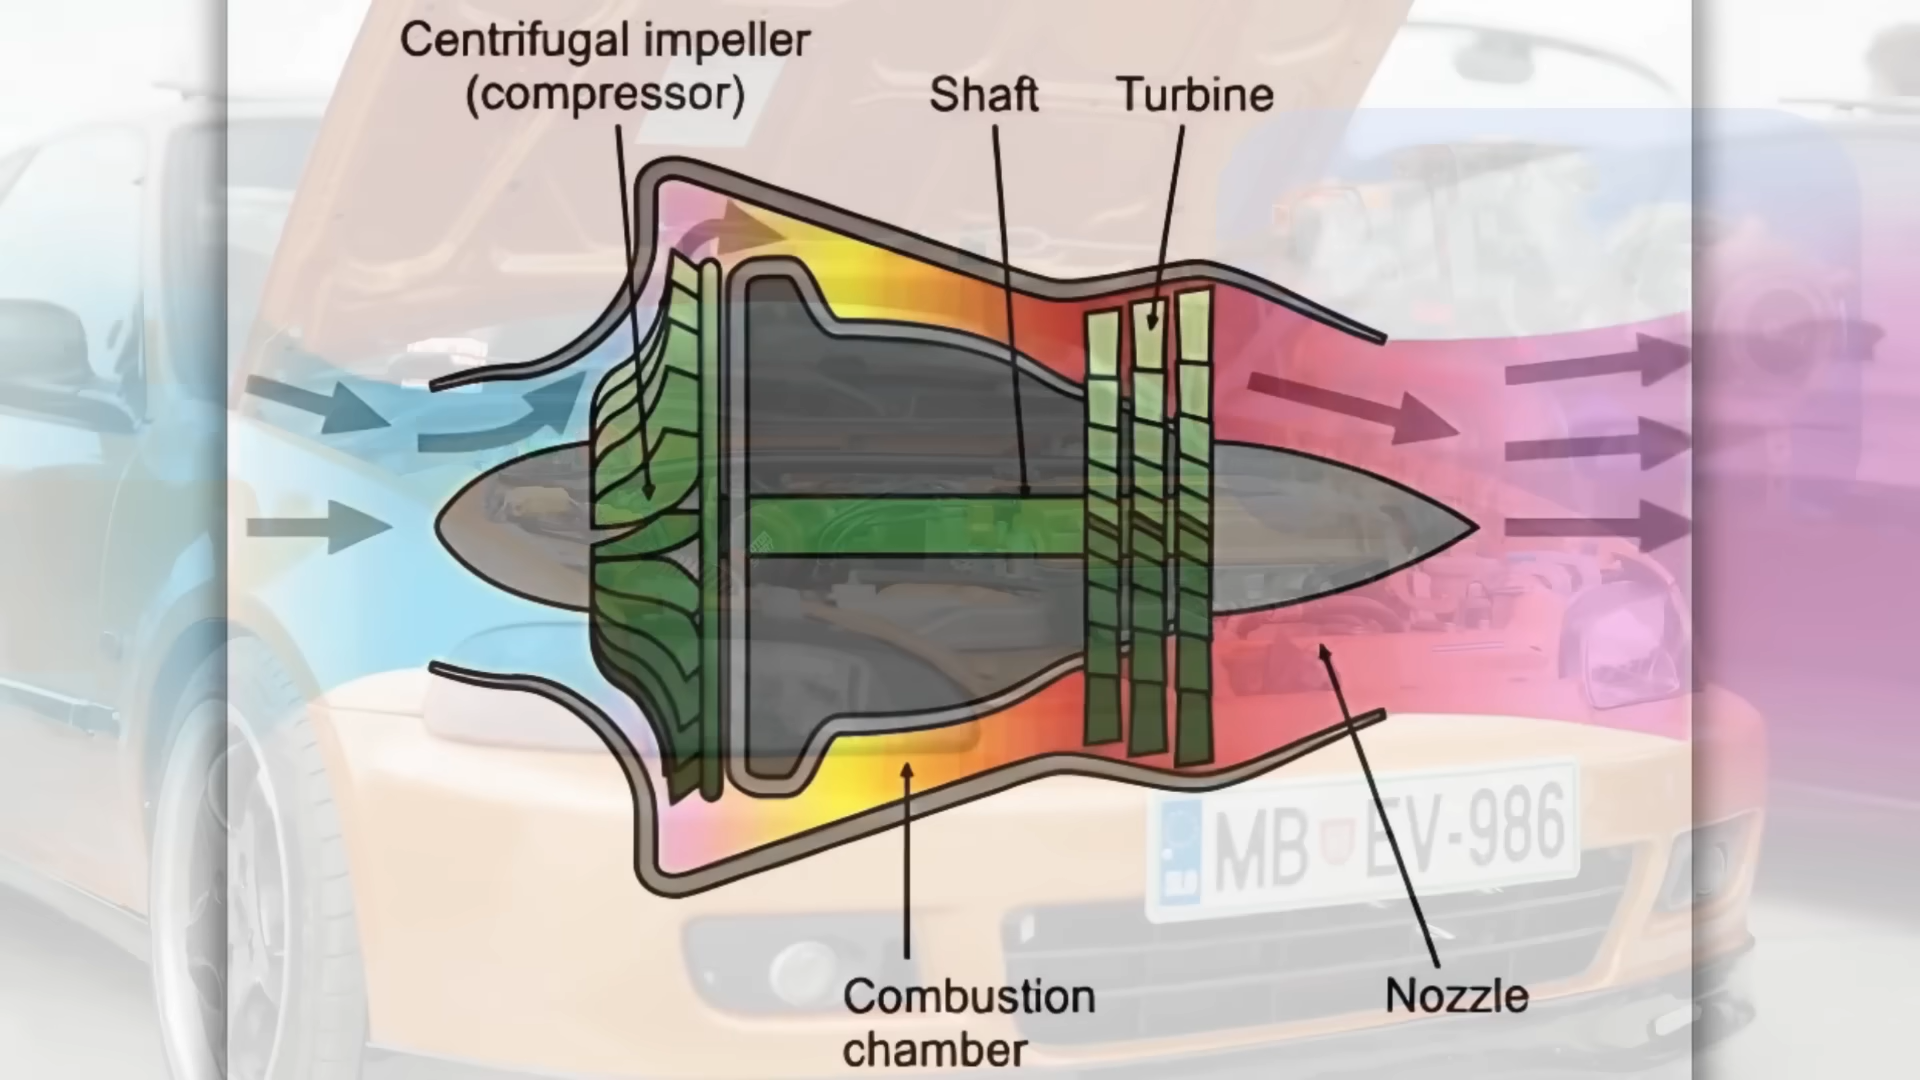 Centrifugal impeller
(compressor)
Shaft
Turbine
MB EV-986
Combustion
chamber
Nozzle